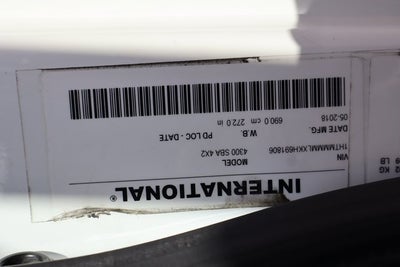 INTERNATIONAL®
MODEL
4300 SBA 4X2
VIN
1HTMMMMLXKH691806
DATE MFG.
05-2018
W.B.
690.0 cm 272.0 in
PD LOC - DATE
KG
LB